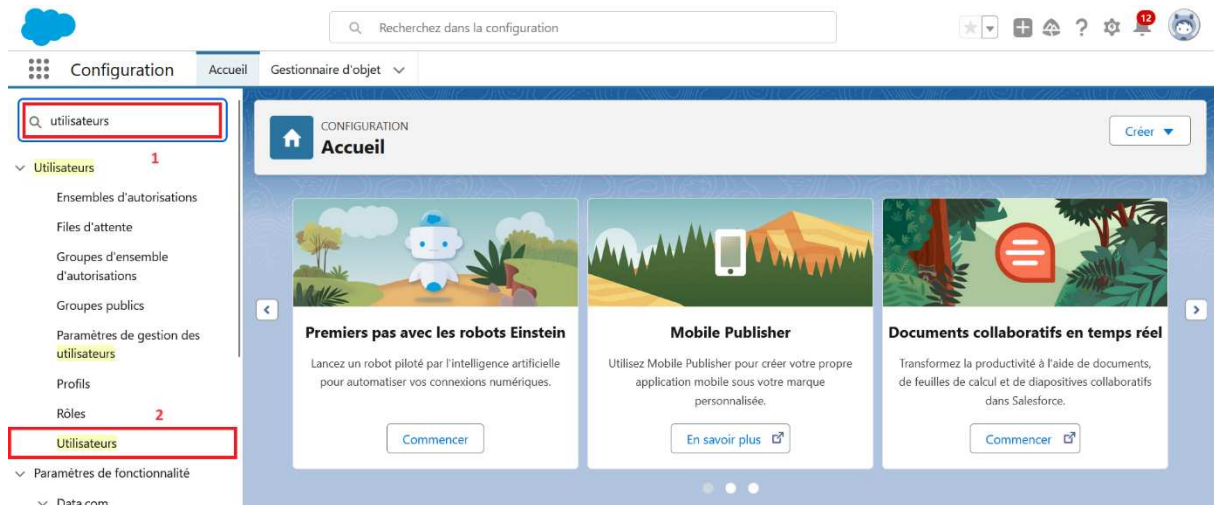 Recherchez dans la configuration
12
Configuration
Accueil
Gestionnaire d'objet
utilisateurs
1
Utilisateurs
Ensembles d'autorisations
Files d'attente
Groupes d'ensemble
d'autorisations
Groupes publics
Paramètres de gestion des
utilisateurs
Profils
Rôles
2
Utilisateurs
Paramètres de fonctionnalité
Data.com
CONFIGURATION
Accueil
Créer
Premiers pas avec les robots Einstein
Lancez un robot piloté par l'intelligence artificielle
pour automatiser vos connexions numériques.
Commencer
Mobile Publisher
Utilisez Mobile Publisher pour créer votre propre
application mobile sous votre marque
personnalisée.
En savoir plus
Documents collaboratifs en temps réel
Transformez la productivité à l'aide de documents,
de feuilles de calcul et de diapositives collaboratifs
dans Salesforce.
Commencer